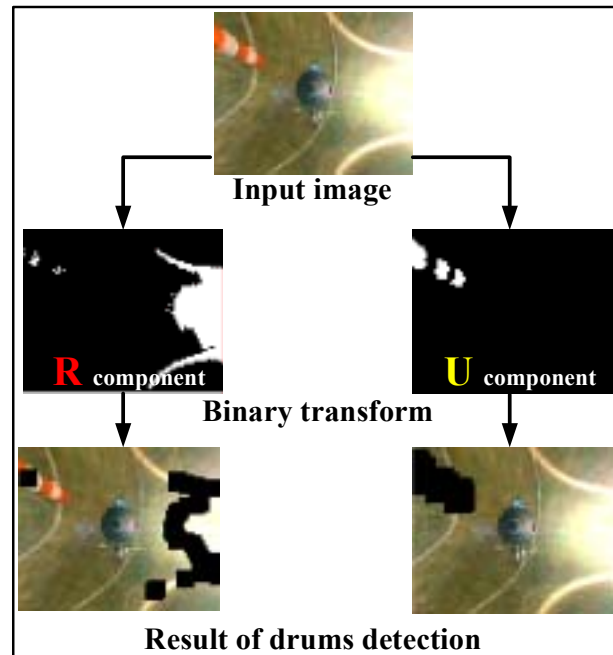 Input image
R component
U component
Binary transform
Result of drums detection